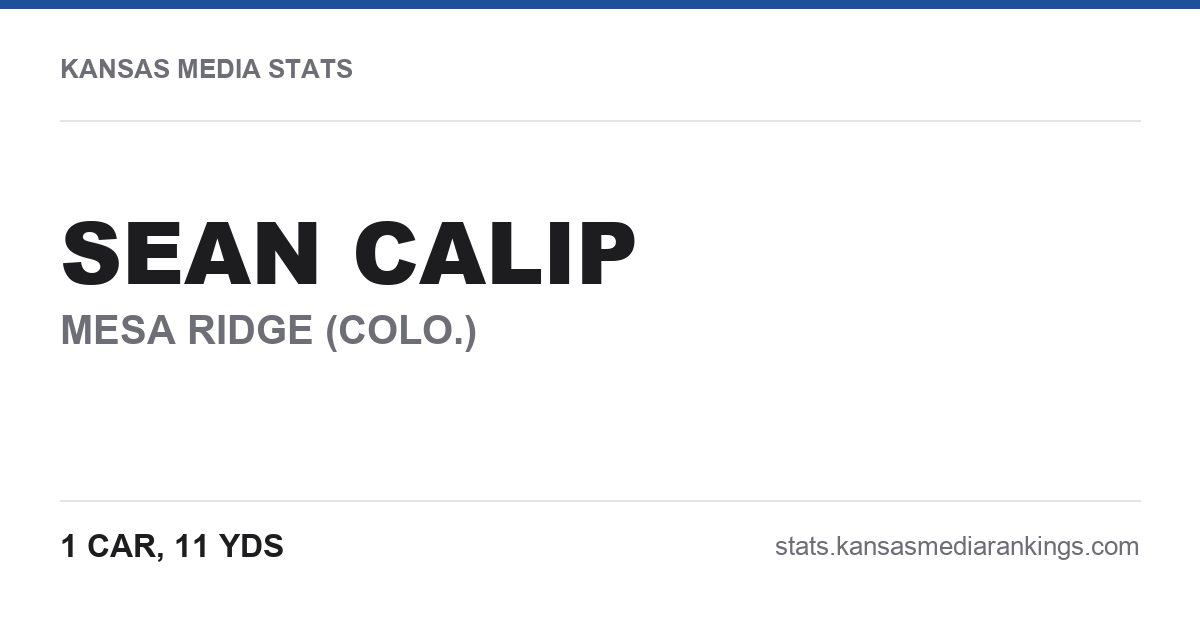 KANSAS MEDIA STATS
SEAN CALIP
MESA RIDGE (COLO.)
1 CAR, 11 YDS
stats.kansasmediarankings.com